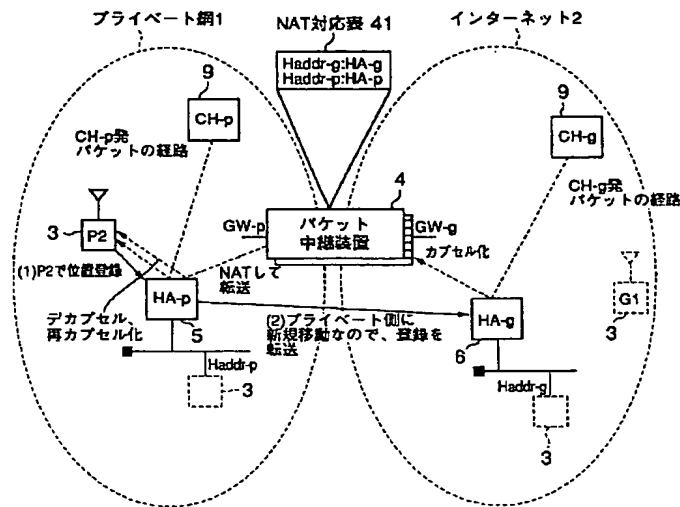 プライベート網1
NAT対応表 41
インターネット2
Haddr-g:HA-g
Haddr-p:HA-p
9
CH-p
9
CH-g
CH-p発
パケットの経路
CH-g発
パケットの経路
4
GW-p
パケット
中継装置
GW-g
カプセル化
3
P2
(1)P2で位置登録
NATして
転送
G1
3
HA-p
5
デカプセル、
再カプセル化
(2)プライベート側に
新規移動なので、登録を
転送
HA-g
6
Haddr-p
3
Haddr-g
3